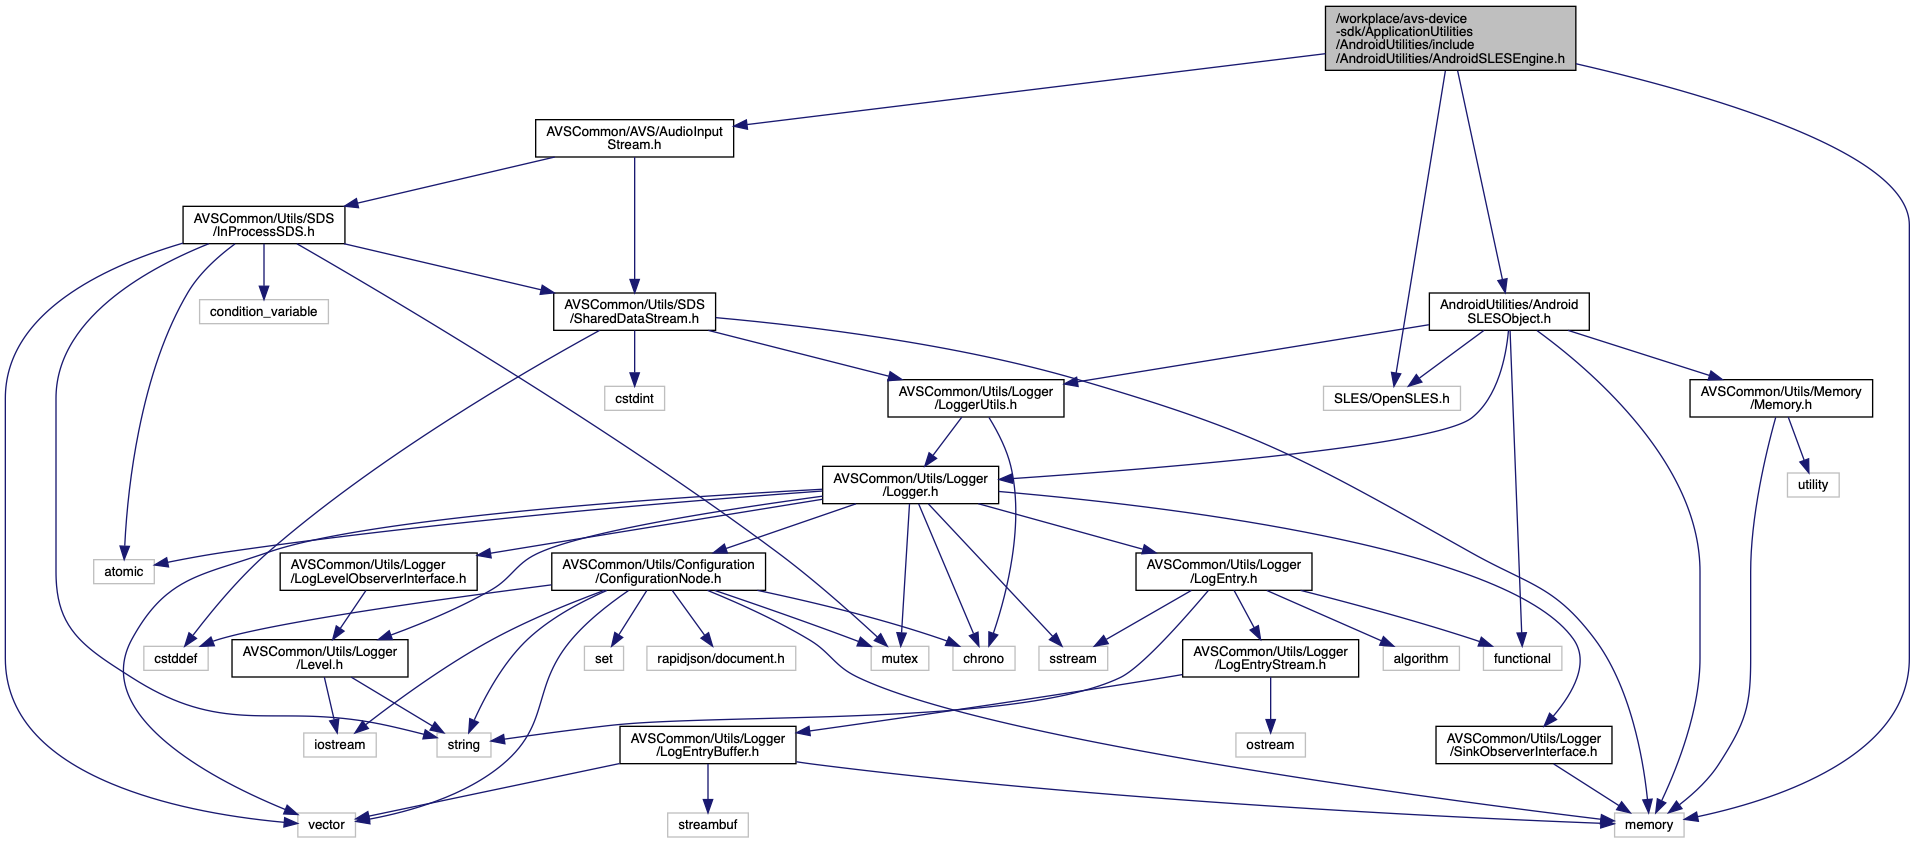 /workplace/avs-device
-sdk/ApplicationUtilities
/AndroidUtilities/include
/AndroidUtilities/AndroidSLESEngine.h
AVSCommon/AVS/AudioInput
Stream.h
AVSCommon/Utils/SDS
/InProcessSDS.h
condition_variable
AVSCommon/Utils/SDS
/SharedDataStream.h
AndroidUtilities/Android
SLESObject.h
cstdint
AVSCommon/Utils/Logger
/LoggerUtils.h
SLES/OpenSLES.h
AVSCommon/Utils/Memory
/Memory.h
AVSCommon/Utils/Logger
/Logger.h
utility
atomic
AVSCommon/Utils/Logger
/LogLevelObserverInterface.h
AVSCommon/Utils/Configuration
/ConfigurationNode.h
AVSCommon/Utils/Logger
/LogEntry.h
cstddef
AVSCommon/Utils/Logger
/Level.h
set
rapidjson/document.h
mutex
chrono
sstream
AVSCommon/Utils/Logger
/LogEntryStream.h
algorithm
functional
iostream
string
AVSCommon/Utils/Logger
/LogEntryBuffer.h
ostream
AVSCommon/Utils/Logger
/SinkObserverInterface.h
vector
streambuf
memory